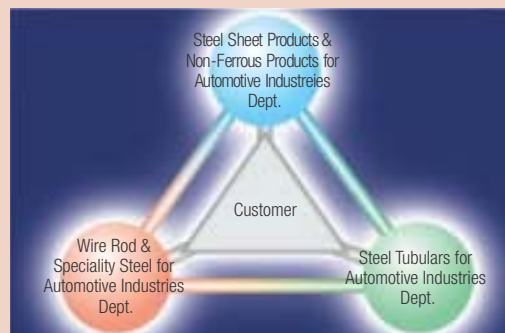 Steel Sheet Products &
Non-Ferrous Products for
Automotive Industreies
Dept.
Customer
Wire Rod &
Speciality Steel for
Automotive Industries
Dept.
Steel Tubulars for
Automotive Industries
Dept.